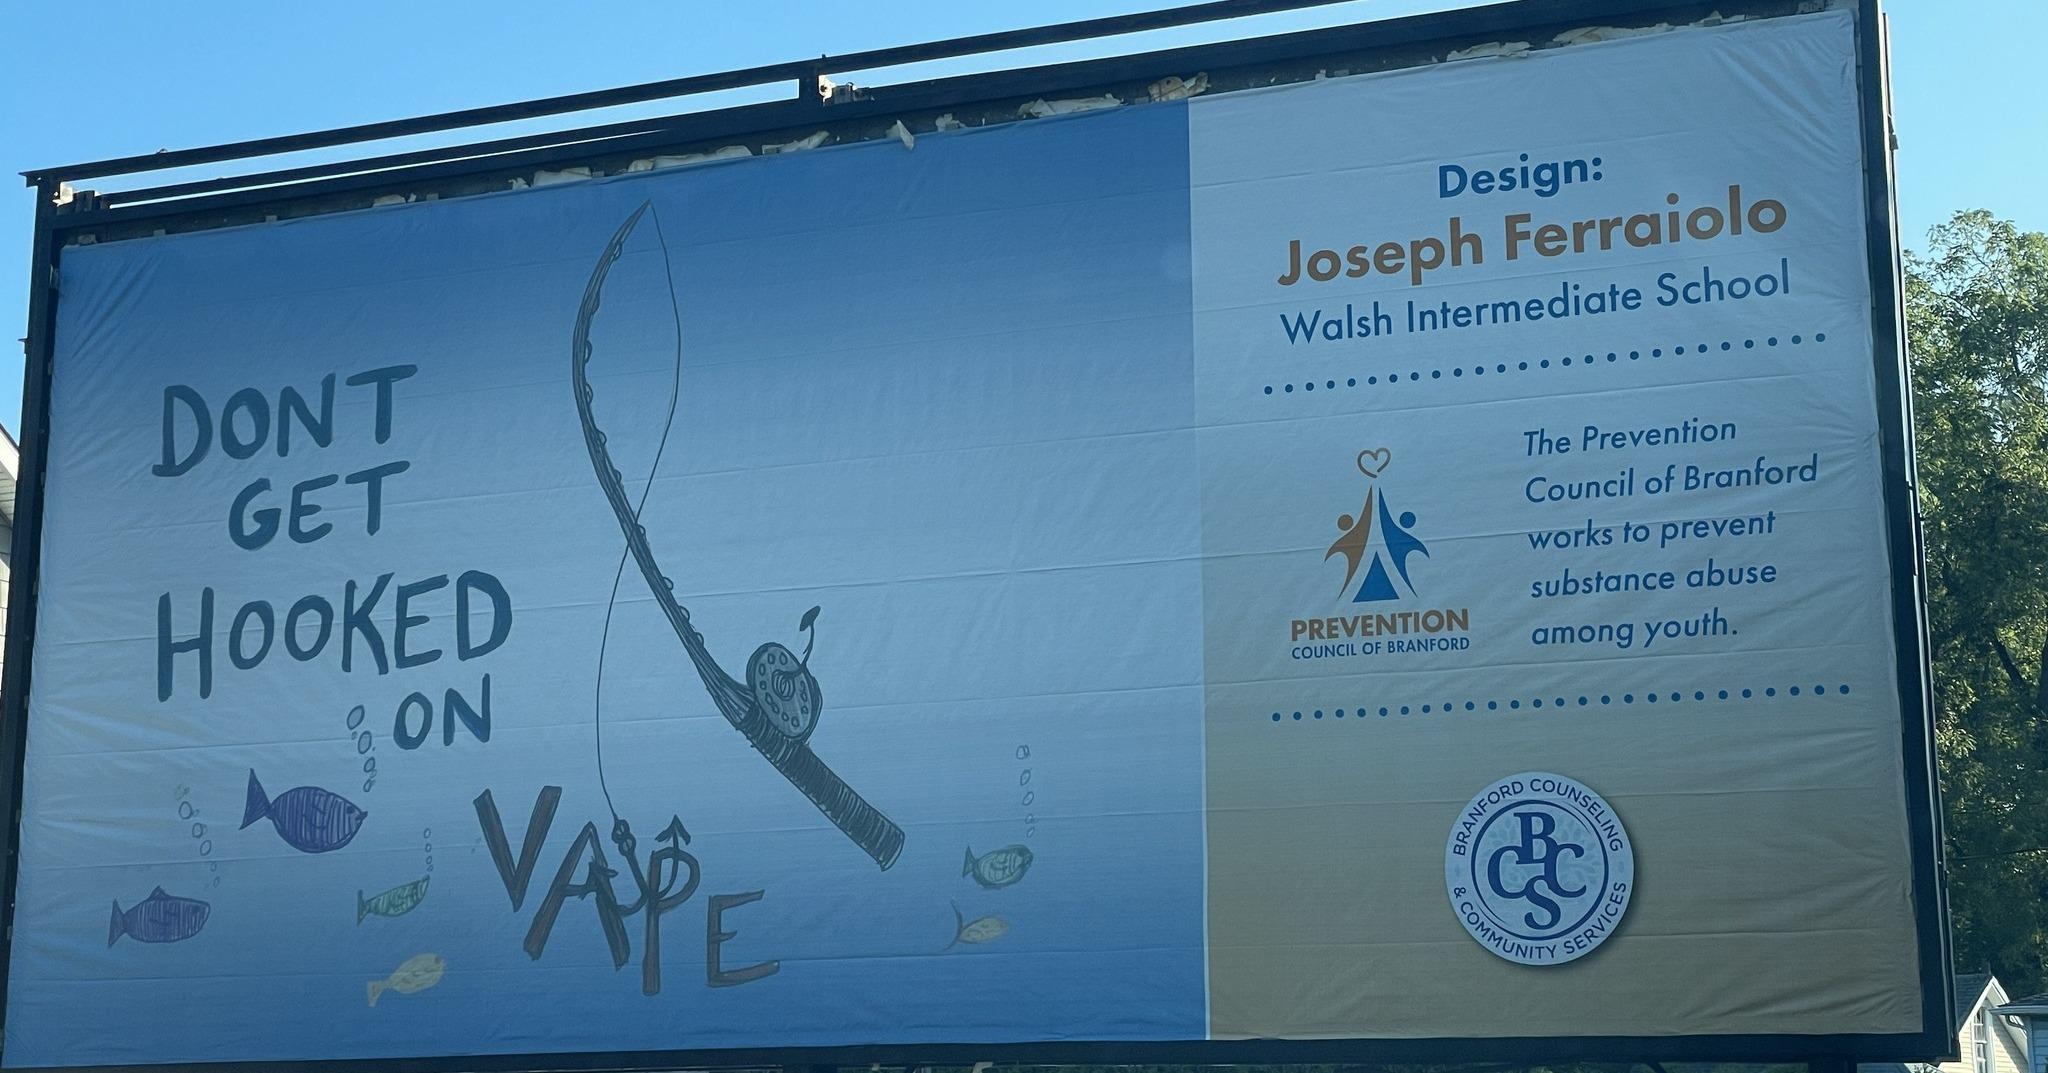 DONT
GET
HOOKED
ON
VAPE
Design:
Joseph Ferraiolo
Walsh Intermediate School
PREVENTION
COUNCIL OF BRANFORD
The Prevention
Council of Branford
works to prevent
substance abuse
among youth.
BRANFORD COUNSELING
& COMMUNITY SERVICES
BCCS